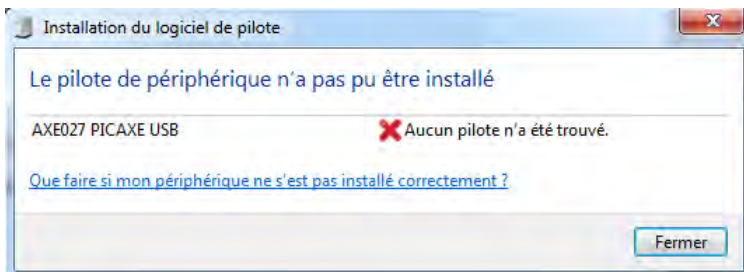 Installation du logiciel de pilote
Le pilote de périphérique n'a pas pu être installé
AXE027 PICAXE USB Aucun pilote n'a été trouvé.
Que faire si mon périphérique ne s'est pas installé correctement ?
Fermer